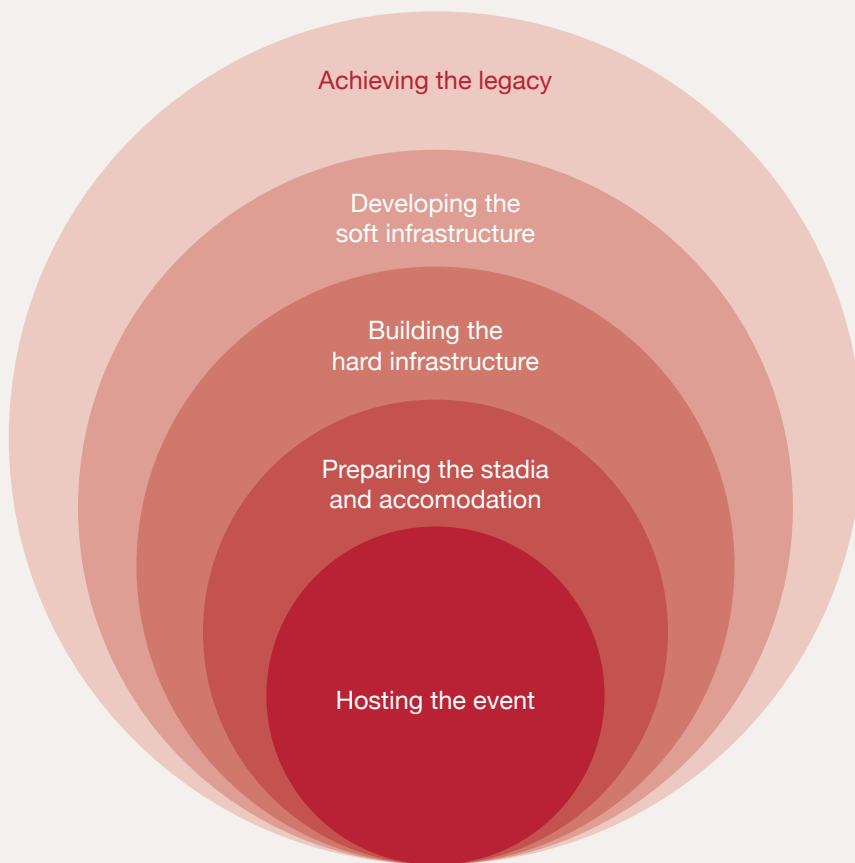 Achieving the legacy
Developing the
soft infrastructure
Building the
hard infrastructure
Preparing the stadia
and accomodation
Hosting the event